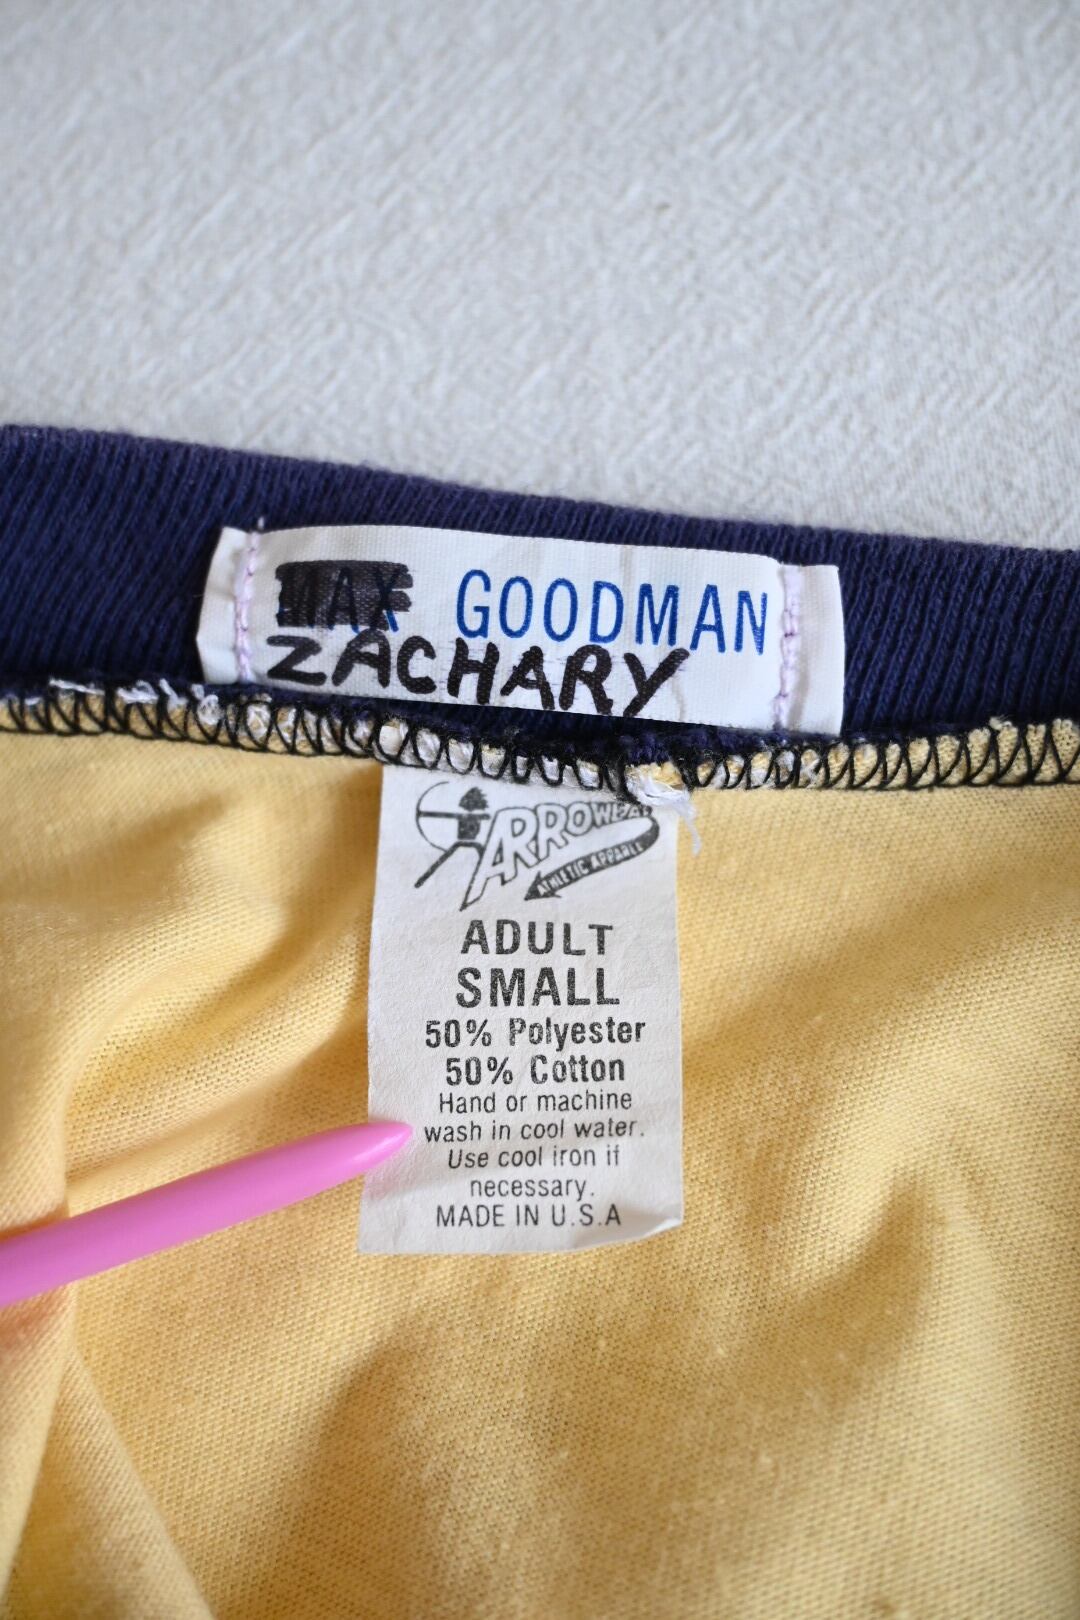 MAX GOODMAN
ZACHARY
ARROWEAR
ATHLETIC APPAREL
ADULT
SMALL
50% Polyester
50% Cotton
Hand or machine
wash in cool water.
Use cool iron if
necessary.
MADE IN U.S.A